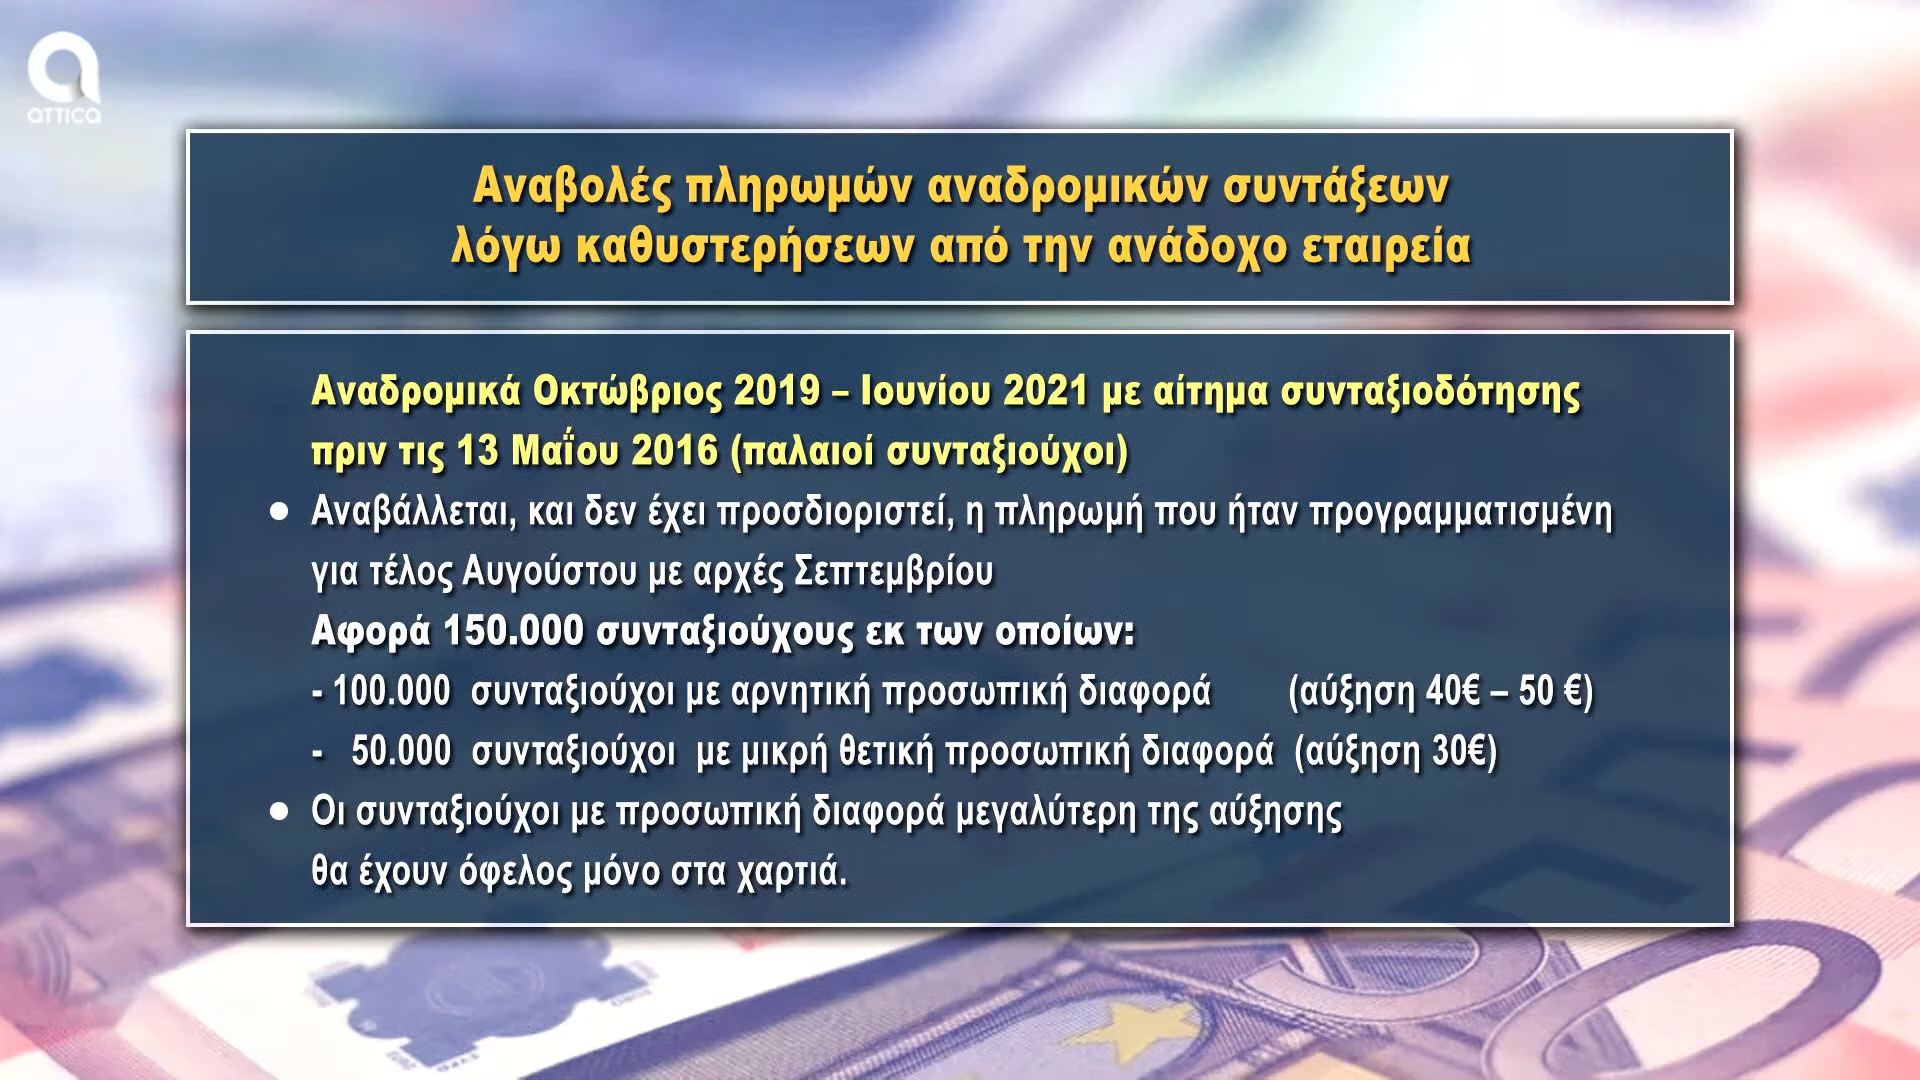 attica
Αναβολές πληρωμών αναδρομικών συντάξεων
λόγω καθυστερήσεων από την ανάδοχο εταιρεία
Αναδρομικά Οκτώβριος 2019 – Ιουνίου 2021 με αίτημα συνταξιοδότησης
πριν τις 13 Μαΐου 2016 (παλαιοί συνταξιούχοι)
● Αναβάλλεται, και δεν έχει προσδιοριστεί, η πληρωμή που ήταν προγραμματισμένη
για τέλος Αυγούστου με αρχές Σεπτεμβρίου
Αφορά 150.000 συνταξιούχους εκ των οποίων:
- 100.000 συνταξιούχοι με αρνητική προσωπική διαφορά (αύξηση 40€ – 50 €)
- 50.000 συνταξιούχοι με μικρή θετική προσωπική διαφορά (αύξηση 30€)
● Οι συνταξιούχοι με προσωπική διαφορά μεγαλύτερη της αύξησης
θα έχουν όφελος μόνο στα χαρτιά.